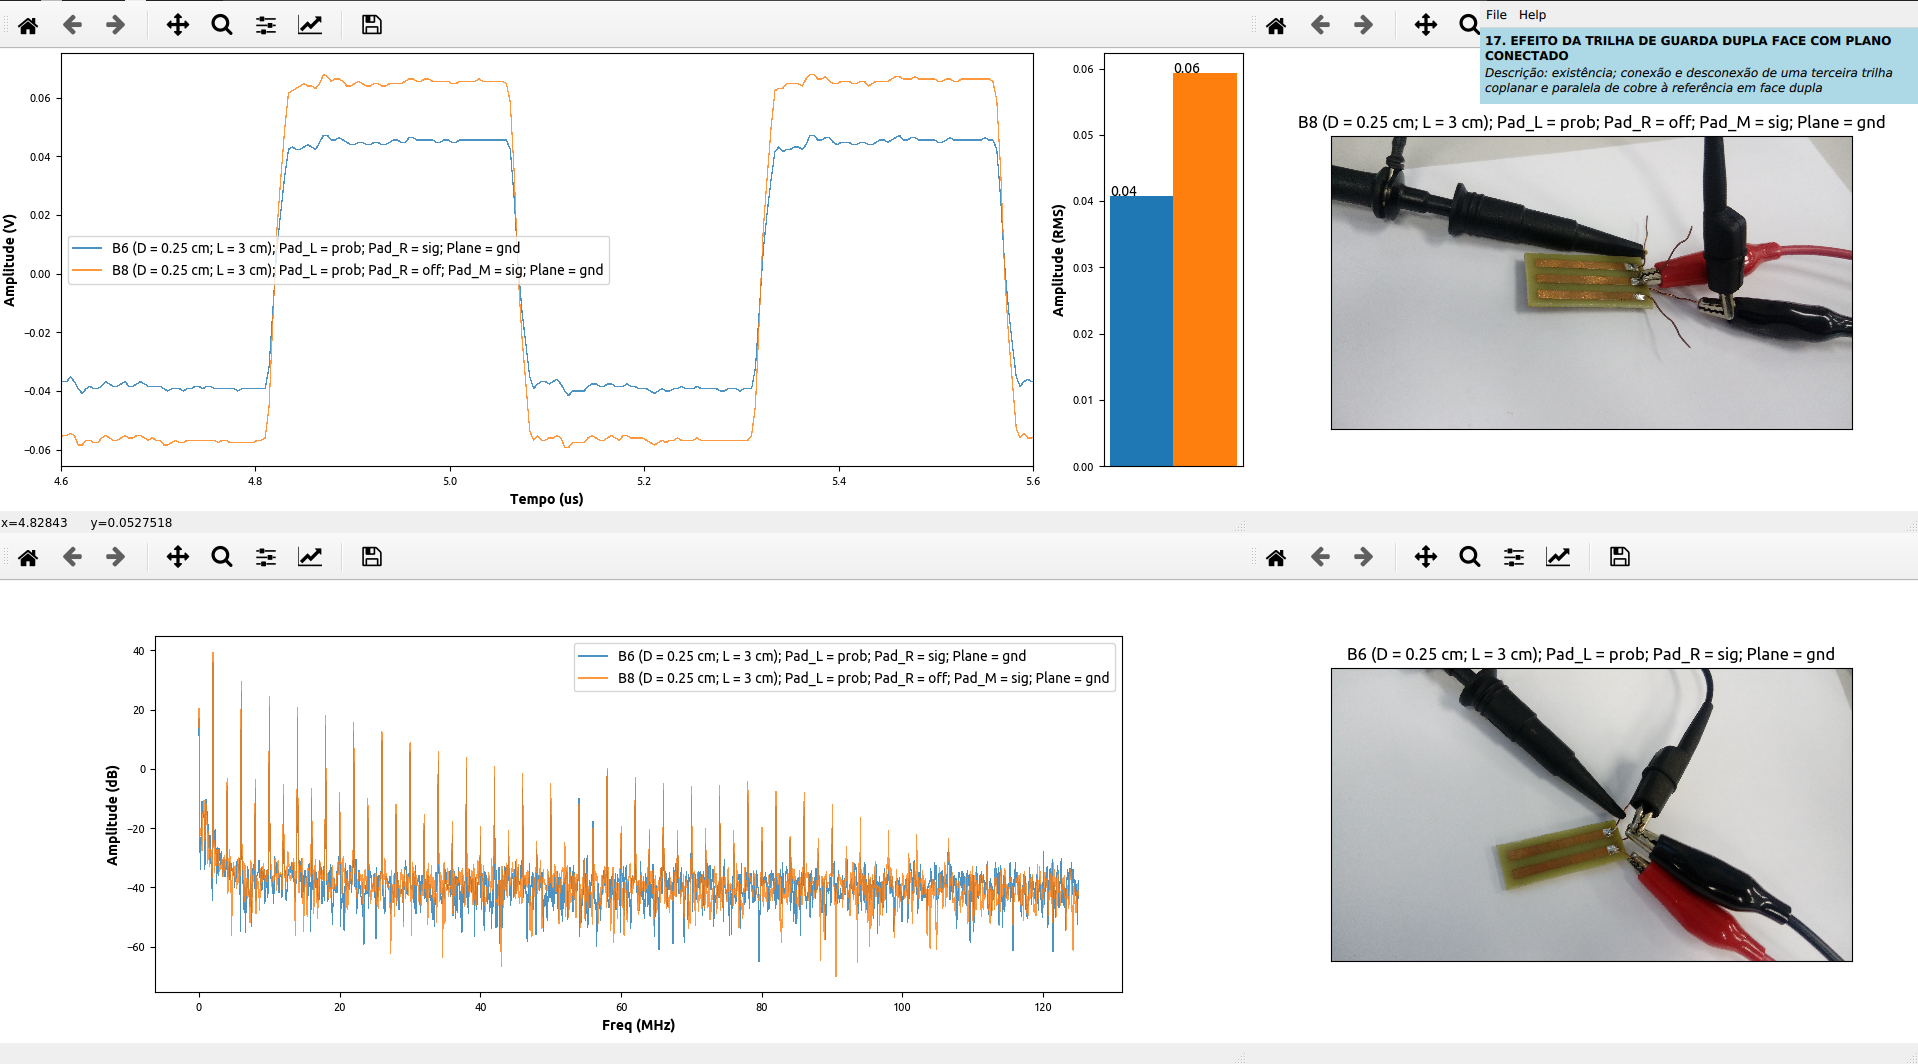 File Help
17. EFEITO DA TRILHA DE GUARDA DUPLA FACE COM PLANO
CONECTADO
Descrição: existência; conexão e desconexão de uma terceira trilha
coplanar e paralela de cobre à referência em face dupla
0.06
0.04
0.02
0.00
−0.02
−0.04
−0.06
Amplitude (V)
B6 (D = 0.25 cm; L = 3 cm); Pad_L = prob; Pad_R = sig; Plane = gnd
B8 (D = 0.25 cm; L = 3 cm); Pad_L = prob; Pad_R = off; Pad_M = sig; Plane = gnd
4.6 4.8 5.0 5.2 5.4 5.6
Tempo (us)
0.06
0.05
0.04
0.03
0.02
0.01
0.00
Amplitude (RMS)
0.04
0.06
B8 (D = 0.25 cm; L = 3 cm); Pad_L = prob; Pad_R = off; Pad_M = sig; Plane = gnd
x=4.82843 y=0.0527518
40
20
0
−20
−40
−60
Amplitude (dB)
B6 (D = 0.25 cm; L = 3 cm); Pad_L = prob; Pad_R = sig; Plane = gnd
B8 (D = 0.25 cm; L = 3 cm); Pad_L = prob; Pad_R = off; Pad_M = sig; Plane = gnd
0 20 40 60 80 100 120
Freq (MHz)
B6 (D = 0.25 cm; L = 3 cm); Pad_L = prob; Pad_R = sig; Plane = gnd